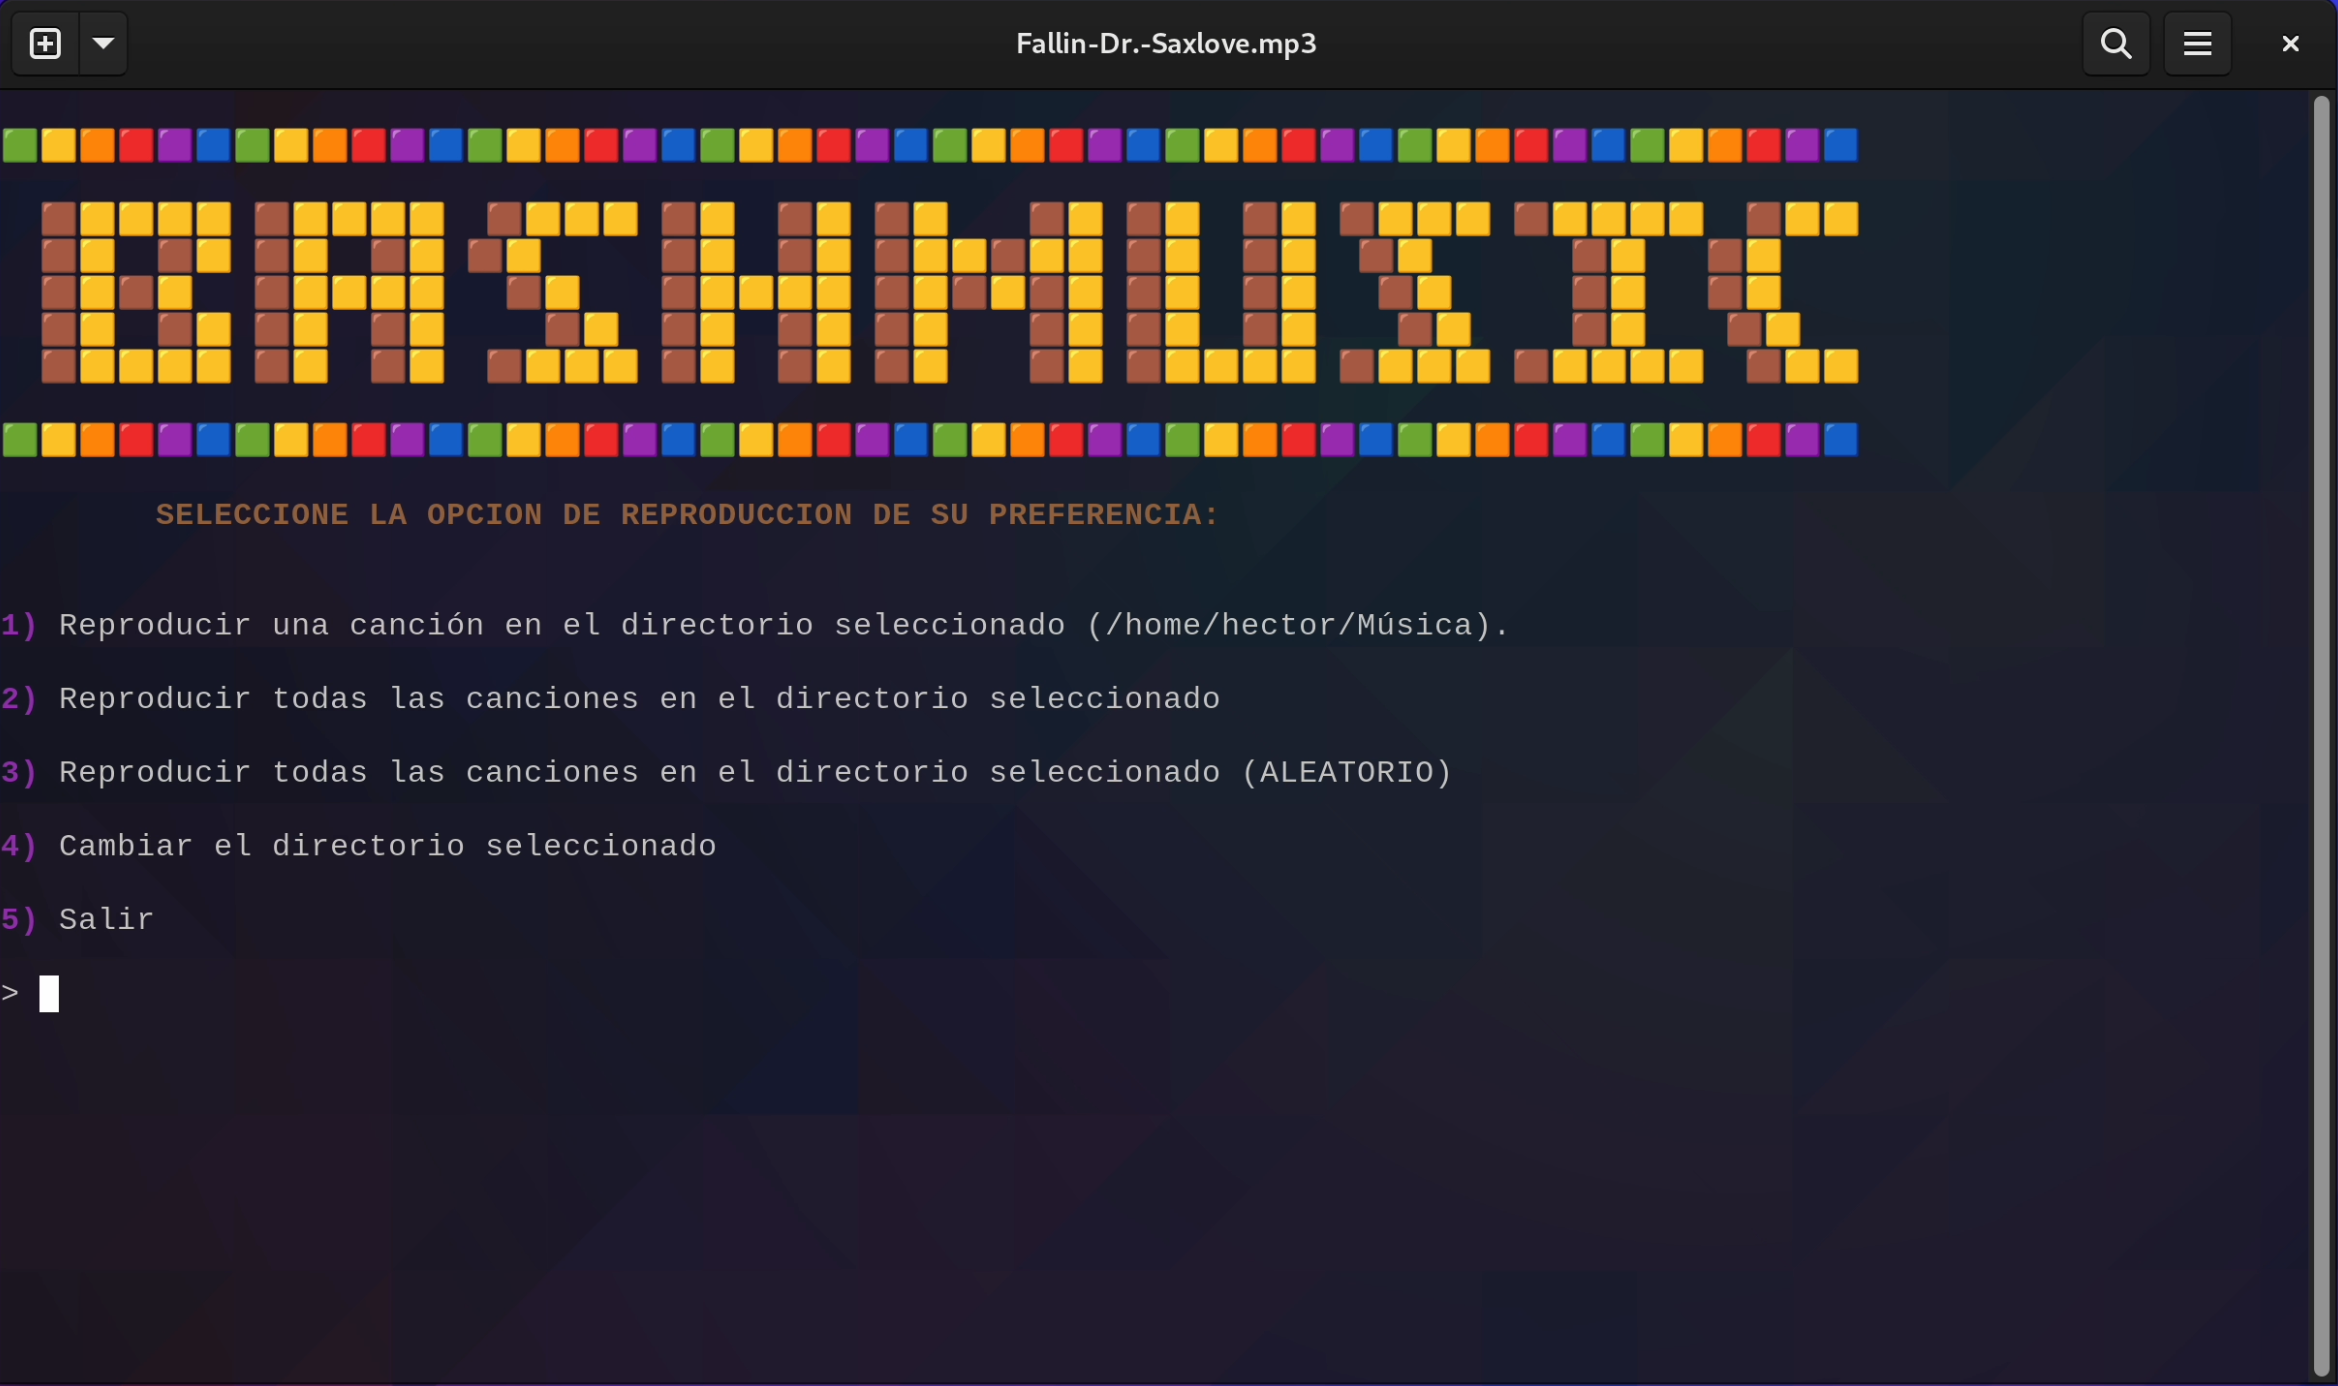 Fallin-Dr.-Saxlove.mp3
BASHMUSIC
SELECCIONE LA OPCION DE REPRODUCCION DE SU PREFERENCIA:
1) Reproducir una canción en el directorio seleccionado (/home/hector/Música).
2) Reproducir todas las canciones en el directorio seleccionado
3) Reproducir todas las canciones en el directorio seleccionado (ALEATORIO)
4) Cambiar el directorio seleccionado
5) Salir
>